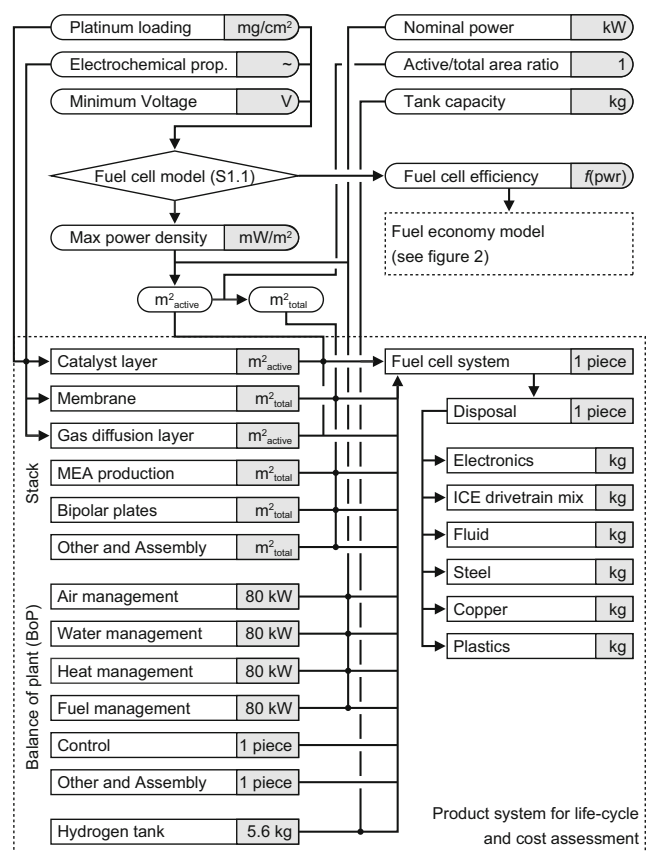 Platinum loading mg/cm²
Electrochemical prop. ~
Minimum Voltage V
Nominal power kW
Active/total area ratio 1
Tank capacity kg
Fuel cell model (S1.1)
Fuel cell efficiency f(pwr)
Max power density mW/m²
Fuel economy model
(see figure 2)
m²active
m²total
Stack
Catalyst layer m²active
Membrane m²total
Gas diffusion layer m²active
MEA production m²total
Bipolar plates m²total
Other and Assembly m²total
Balance of plant (BoP)
Air management 80 kW
Water management 80 kW
Heat management 80 kW
Fuel management 80 kW
Control 1 piece
Other and Assembly 1 piece
Hydrogen tank 5.6 kg
Fuel cell system 1 piece
Disposal 1 piece
Electronics kg
ICE drivetrain mix kg
Fluid kg
Steel kg
Copper kg
Plastics kg
Product system for life-cycle
and cost assessment